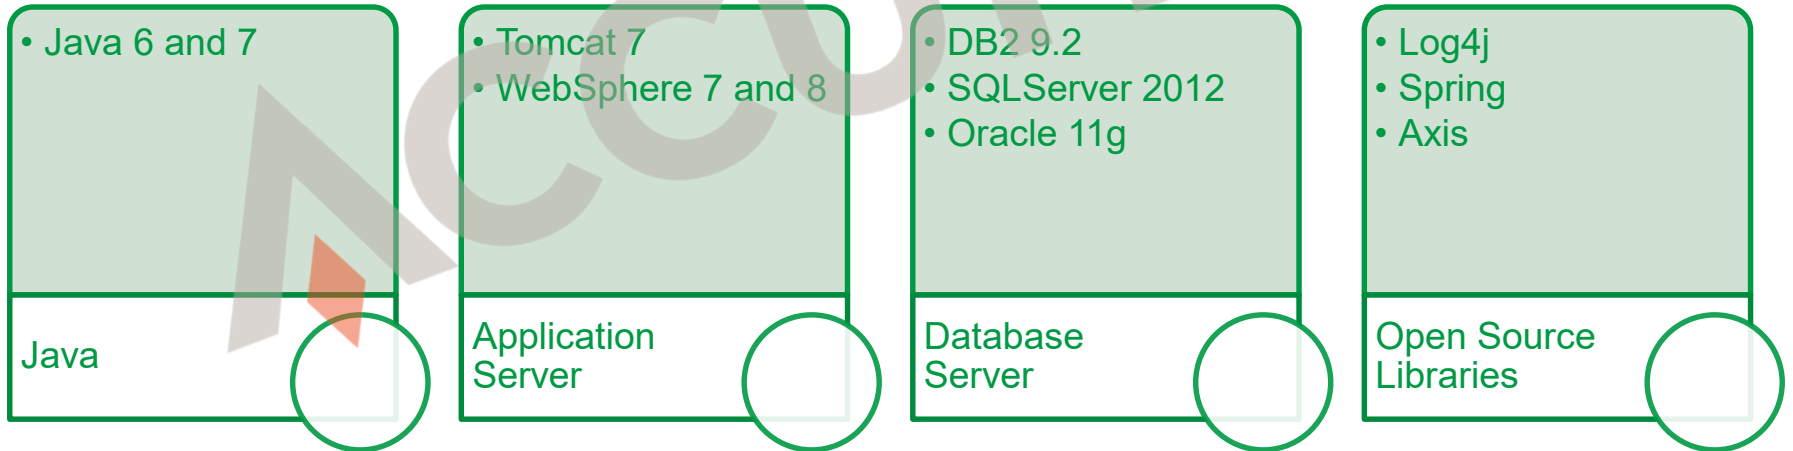 • Java 6 and 7
Java
• Tomcat 7
• WebSphere 7 and 8
Application
Server
• DB2 9.2
• SQLServer 2012
• Oracle 11g
Database
Server
• Log4j
• Spring
• Axis
Open Source
Libraries